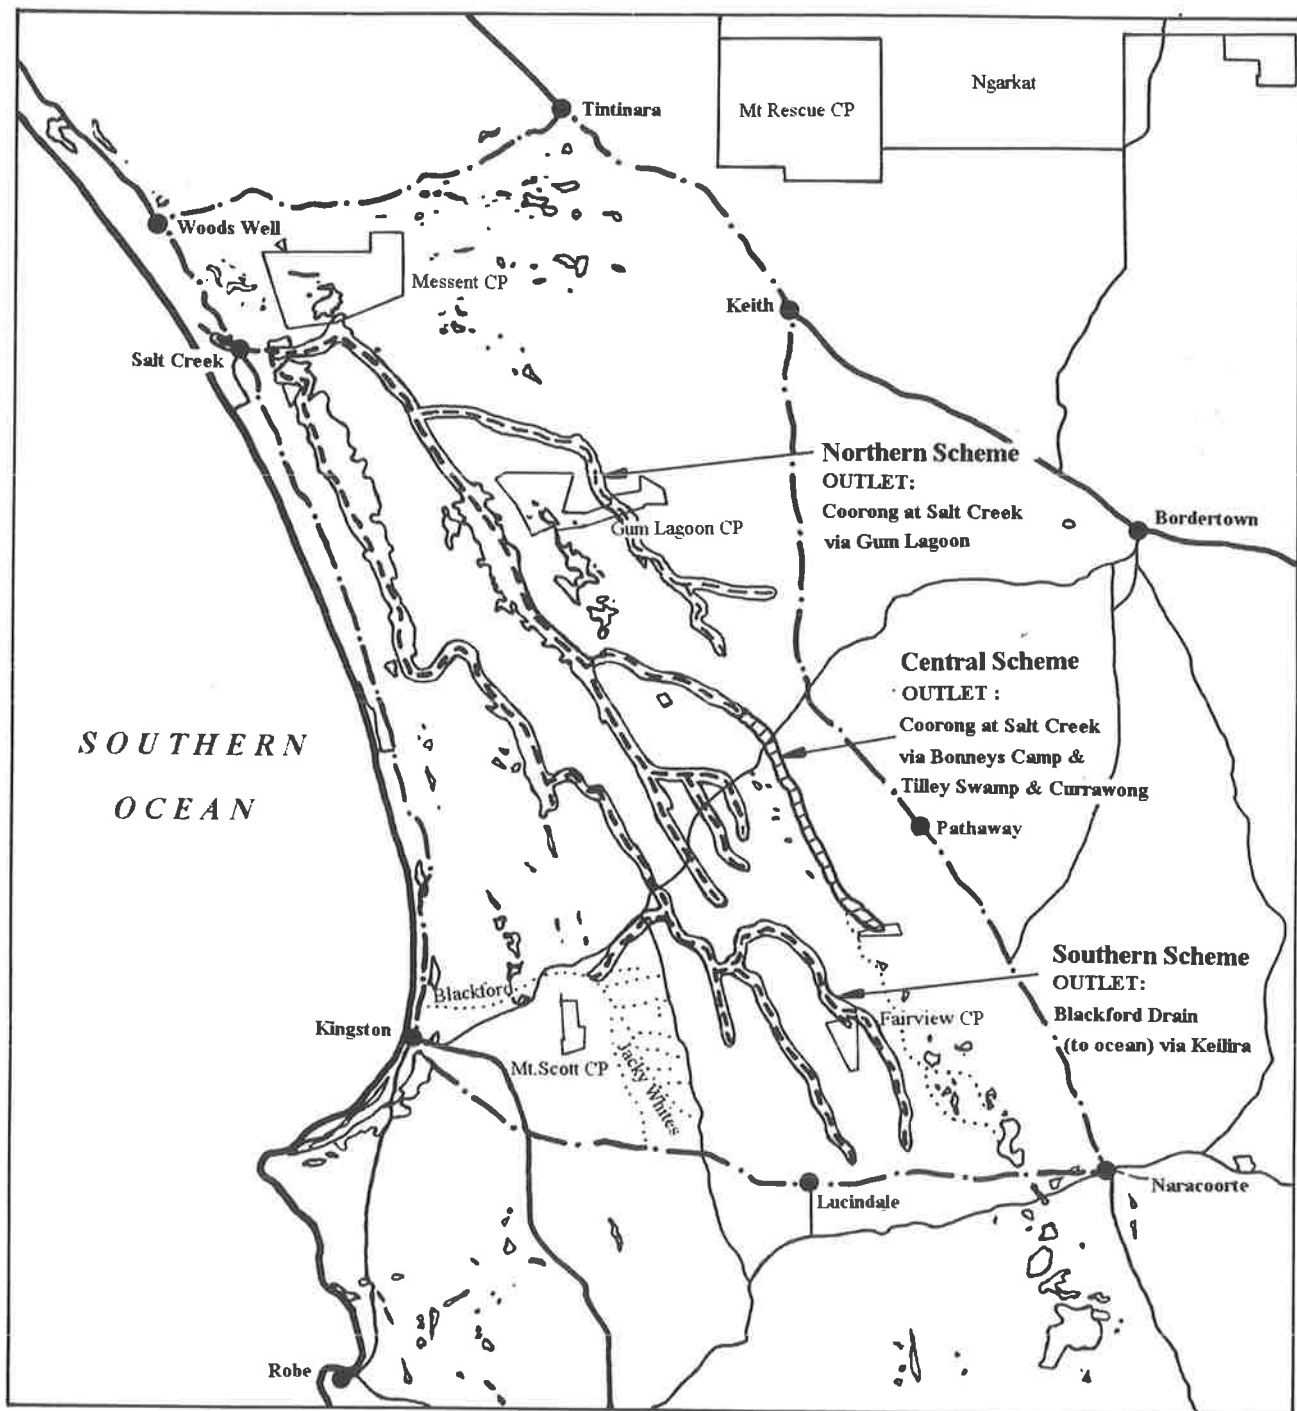 Ngarkat
Mt Rescue CP
Tintinara
Woods Well
Messent CP
Keith
Salt Creek
Northern Scheme
OUTLET:
Coorong at Salt Creek
via Gum Lagoon
Bordertown
Gum Lagoon CP
Central Scheme
OUTLET :
Coorong at Salt Creek
via Bonneys Camp &
Tilley Swamp & Currawong
SOUTHERN
OCEAN
Pathaway
Southern Scheme
OUTLET:
Blackford Drain
(to ocean) via Keilira
Blackford
Kingston
Fairview CP
Mt.Scott CP
Jacky Whites
Naracoorte
Lucindale
Robe